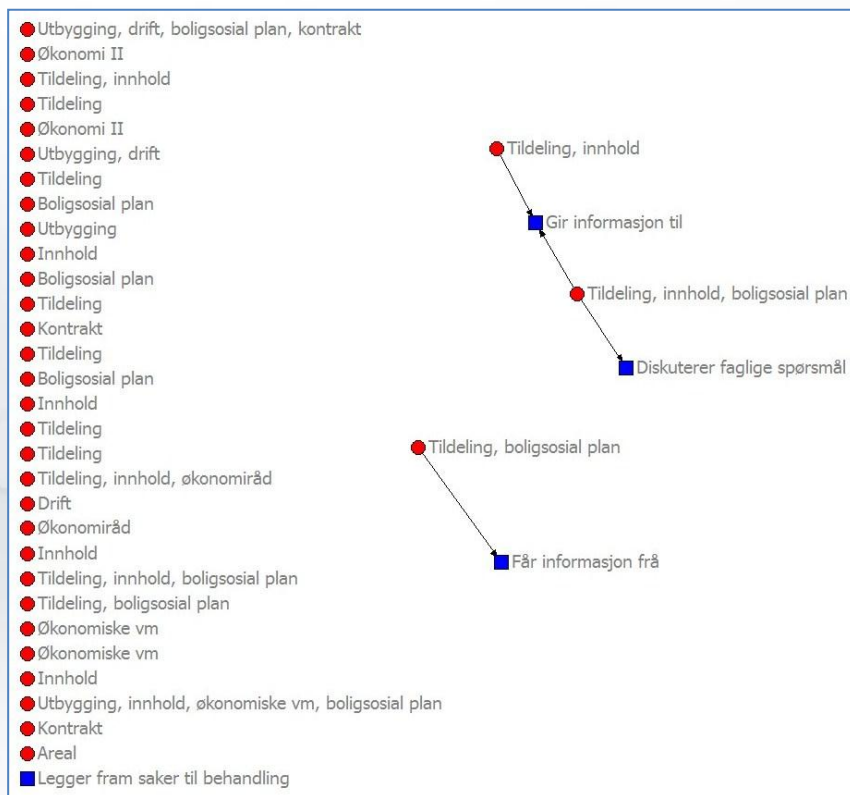 Utbygging, drift, boligsosial plan, kontrakt
Økonomi II
Tildeling, innhold
Tildeling
Økonomi II
Utbygging, drift
Tildeling
Boligsosial plan
Utbygging
Innhold
Boligsosial plan
Tildeling
Kontrakt
Tildeling
Boligsosial plan
Innhold
Tildeling
Tildeling
Tildeling, innhold, økonomiråd
Drift
Økonomiråd
Innhold
Tildeling, innhold, boligsosial plan
Tildeling, boligsosial plan
Økonomiske vm
Økonomiske vm
Innhold
Utbygging, innhold, økonomiske vm, boligsosial plan
Kontrakt
Areal
Legger fram saker til behandling
Tildeling, innhold
Gir informasjon til
Tildeling, innhold, boligsosial plan
Diskuterer faglige spørsmål
Tildeling, boligsosial plan
Får informasjon frå